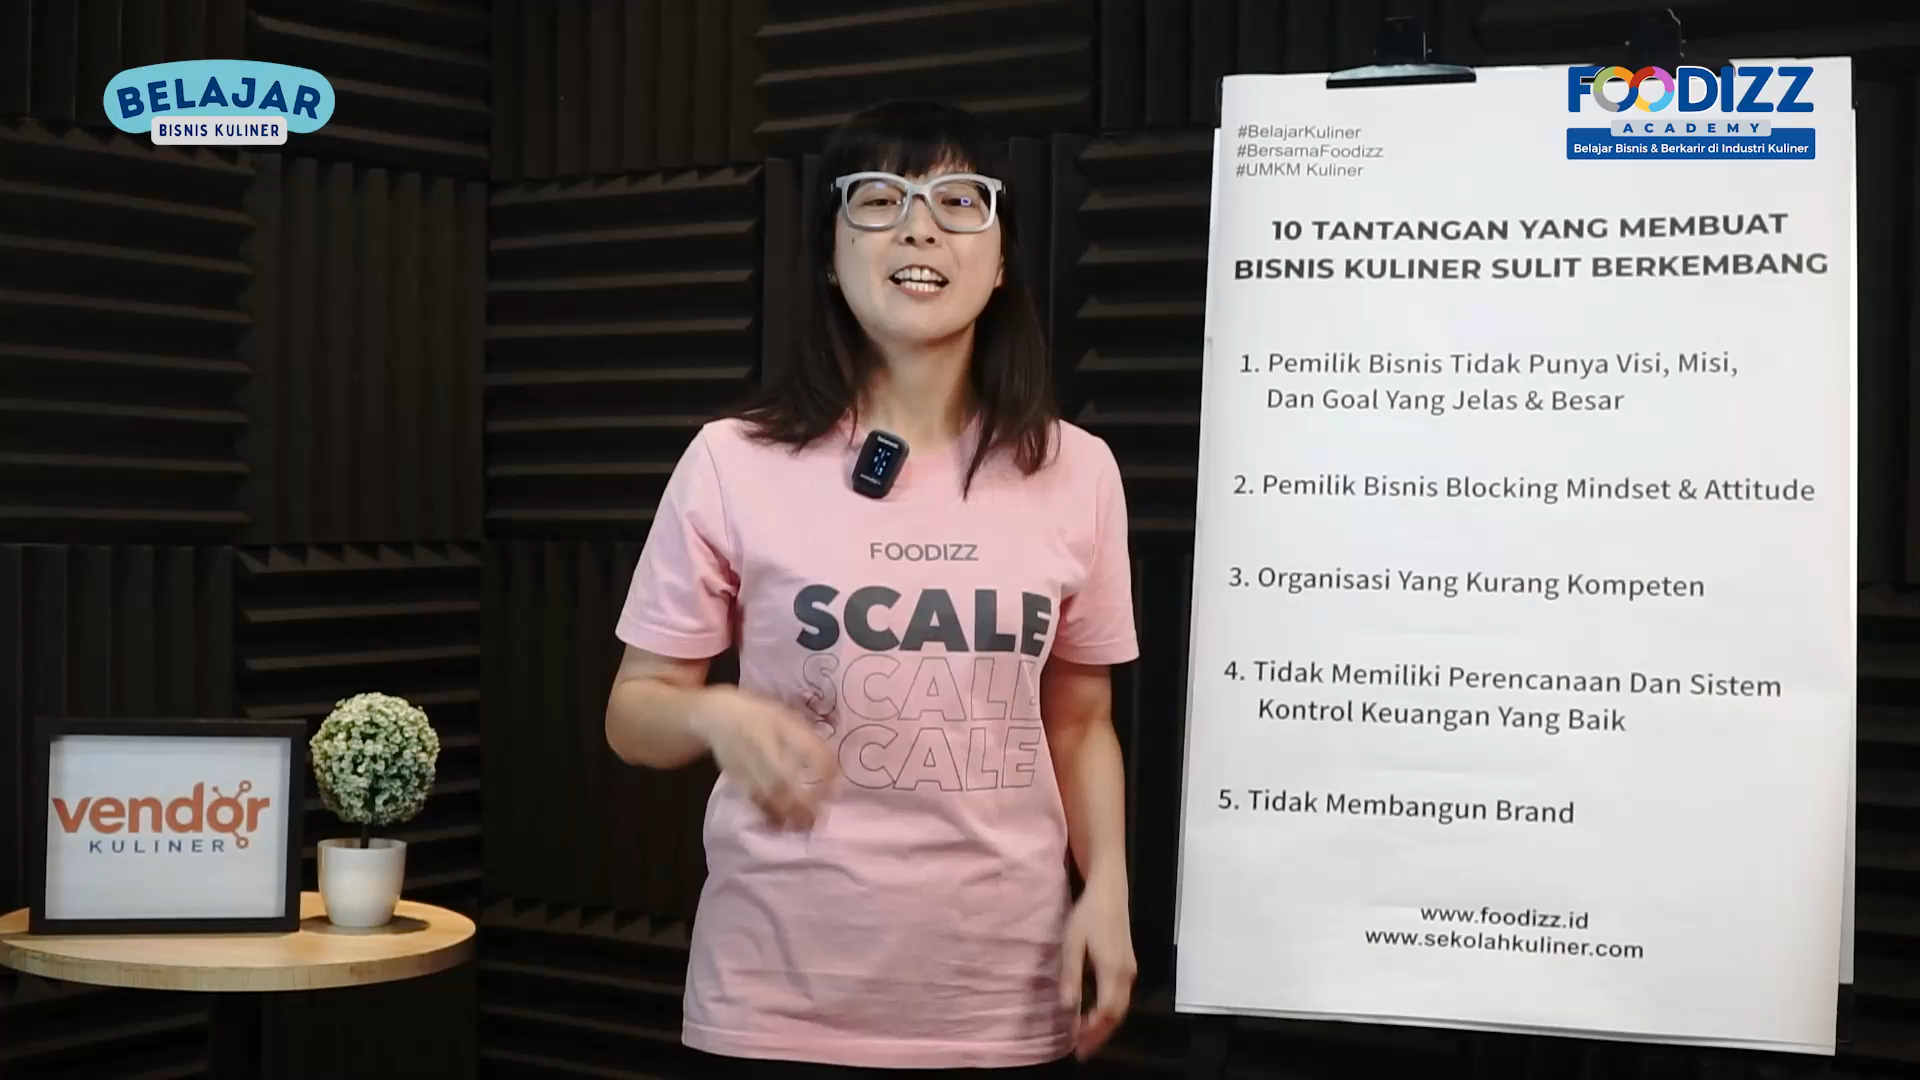 BELAJAR
BISNIS KULINER
FOODIZZ
ACADEMY
Belajar Bisnis & Berkarir di Industri Kuliner
#BelajarKuliner
#BersamaFoodizz
#UMKM Kuliner
10 TANTANGAN YANG MEMBUAT
BISNIS KULINER SULIT BERKEMBANG
1. Pemilik Bisnis Tidak Punya Visi, Misi,
Dan Goal Yang Jelas & Besar
2. Pemilik Bisnis Blocking Mindset & Attitude
3. Organisasi Yang Kurang Kompeten
4. Tidak Memiliki Perencanaan Dan Sistem
Kontrol Keuangan Yang Baik
5. Tidak Membangun Brand
www.foodizz.id
www.sekolahkuliner.com
FOODIZZ
SCALE
SCALE
SCALE
vendor
KULINER